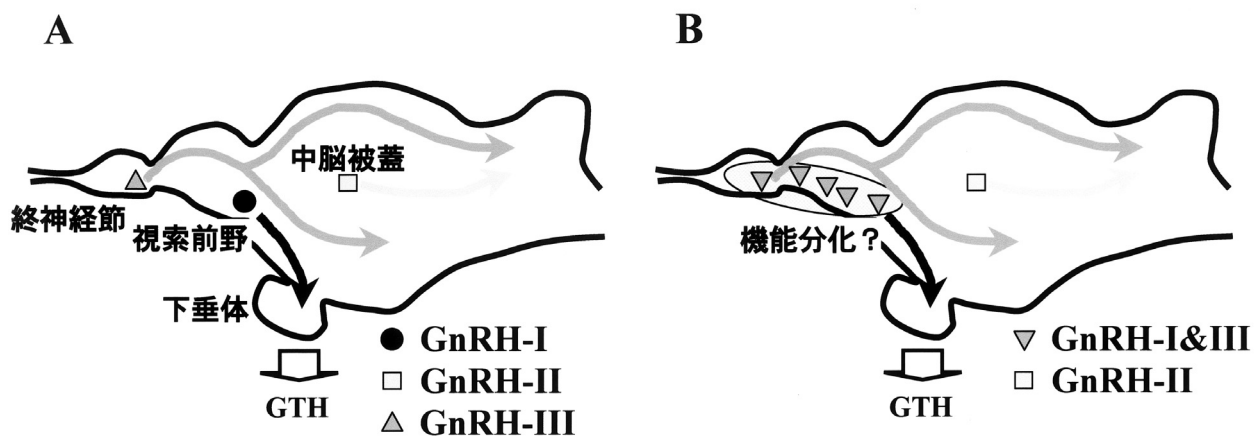 A
中脳被蓋
終神経節
視索前野
下垂体
GnRH-I
GnRH-II
GnRH-III
GTH
B
機能分化？
GnRH-I&III
GnRH-II
GTH